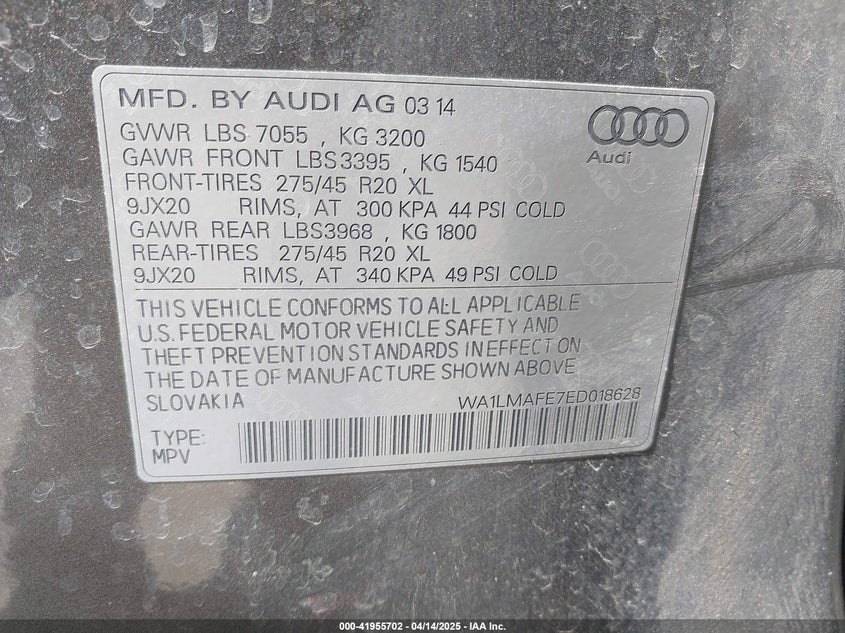 MFD. BY AUDI AG 03 14
GVWR LBS 7055 , KG 3200
GAWR FRONT LBS3395 , KG 1540
FRONT-TIRES 275/45 R20 XL
9JX20 RIMS, AT 300 KPA 44 PSI COLD
GAWR REAR LBS3968 , KG 1800
REAR-TIRES 275/45 R20 XL
9JX20 RIMS, AT 340 KPA 49 PSI COLD
Audi
THIS VEHICLE CONFORMS TO ALL APPLICABLE
U.S. FEDERAL MOTOR VEHICLE SAFETY AND
THEFT PREVENTION STANDARDS IN EFFECT ON
THE DATE OF MANUFACTURE SHOWN ABOVE
SLOVAKIA WA1LMAFE7ED018628
TYPE:
MPV
000-41955702 - 04/14/2025 - IAA Inc.